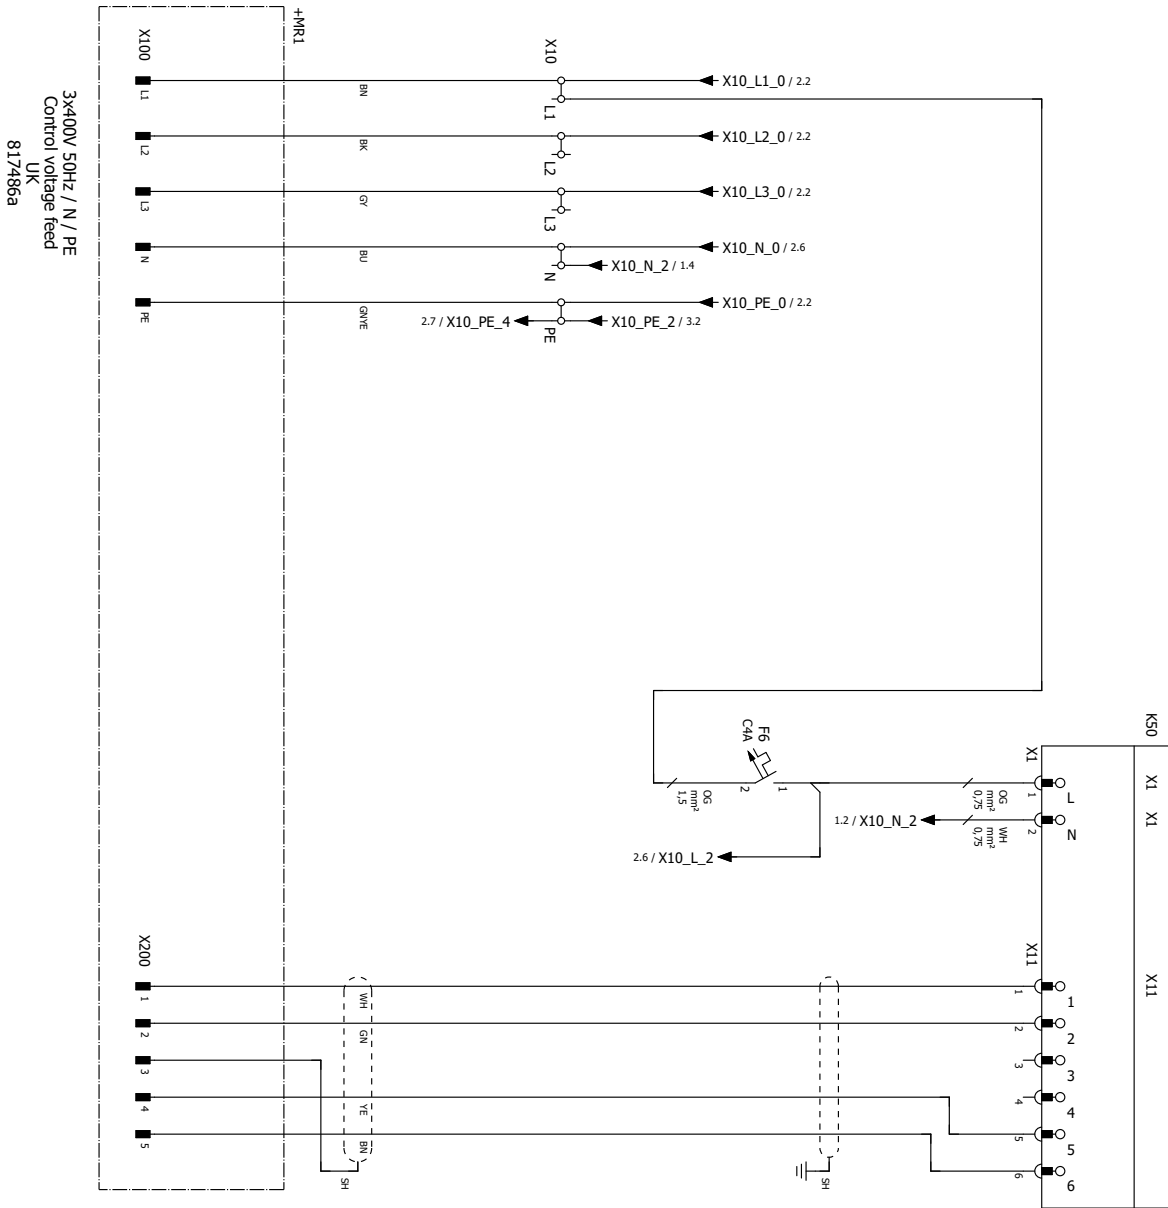 +MR1
X100
L1
L2
L3
N
PE
3x400V 50Hz / N / PE
Control voltage feed
UK
817486a
BN
BK
GY
BU
GNYE
X10
L1
L2
L3
N
PE
X10_L1_0 / 2.2
X10_L2_0 / 2.2
X10_L3_0 / 2.2
X10_N_0 / 2.6
X10_N_2 / 1.4
X10_PE_0 / 2.2
2.7 / X10_PE_4
X10_PE_2 / 3.2
K50
X1
X1
X1
F6
C4A
2
1
OG
mm²
1,5
OG
mm²
0,75
1
L
1.2 / X10_N_2
WH
mm²
0,75
2
N
2.6 / X10_L_2
X200
1
2
3
4
5
WH
GN
YE
BN
SH
SH
X11
X11
1
2
3
4
5
6
1
2
3
4
5
6